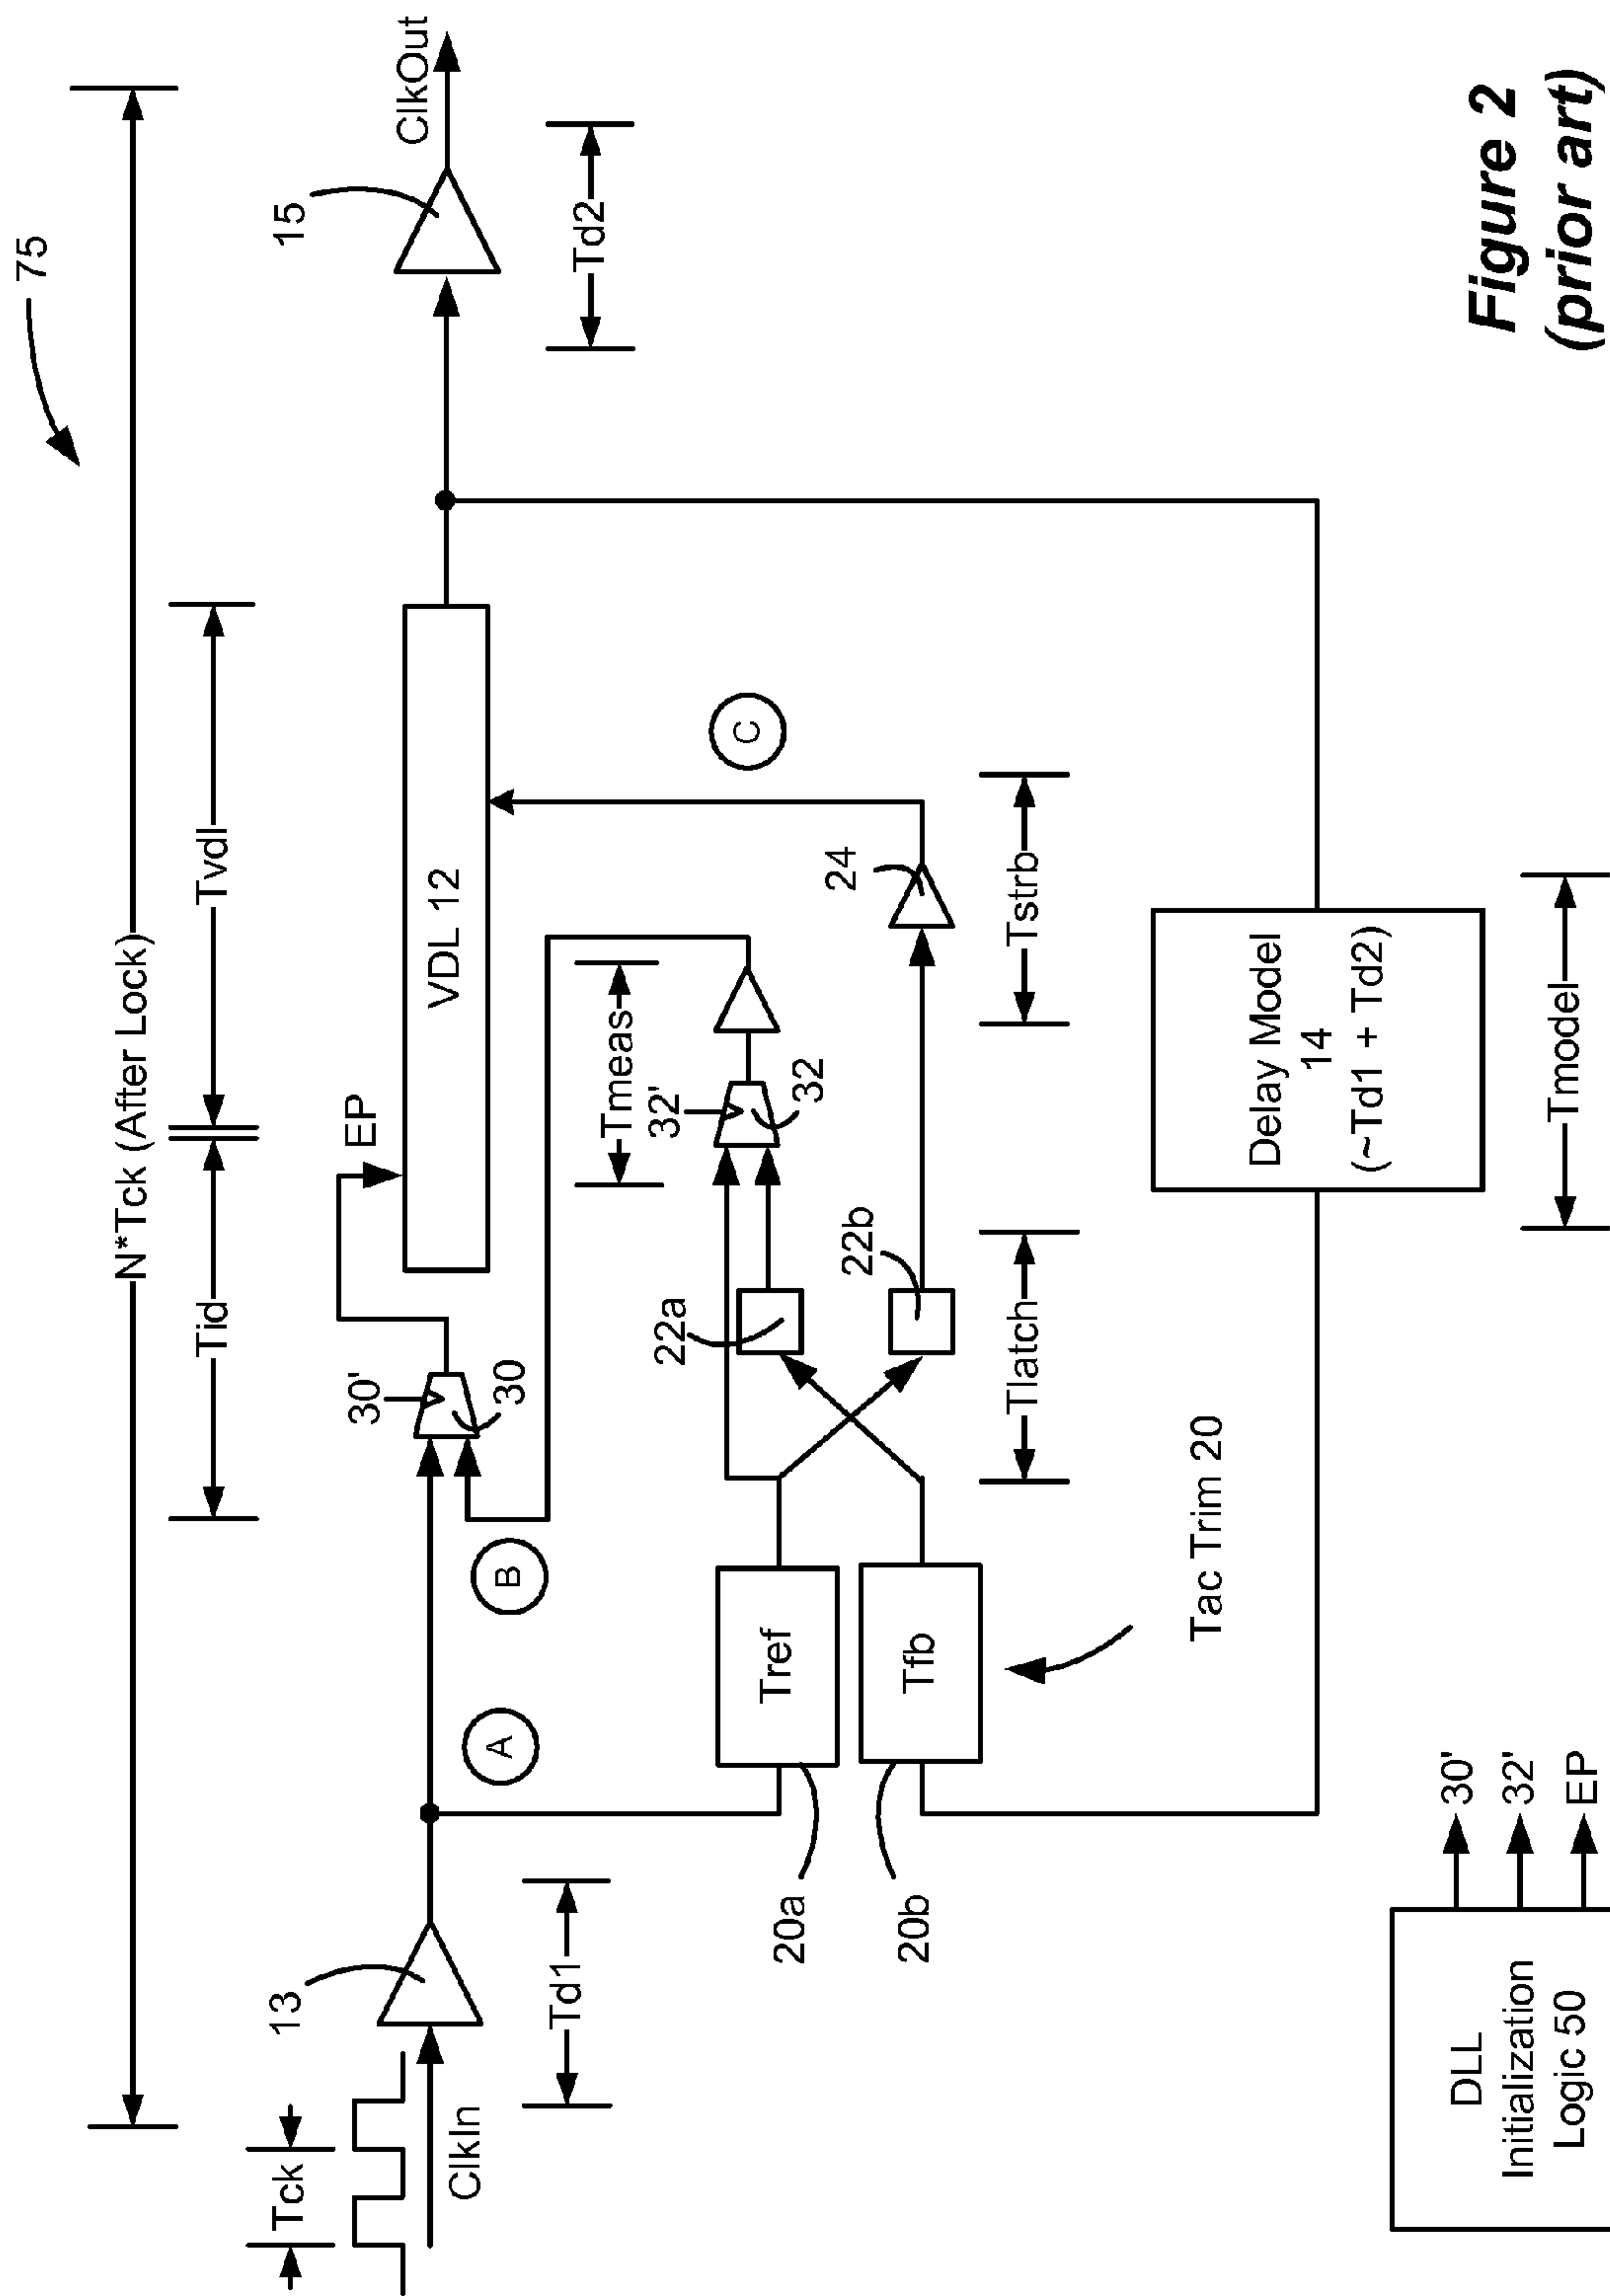 75
N*Tck (After Lock)
Tid
Tvdl
Tck
ClkIn
13
Td1
A
B
30'
30
EP
VDL 12
15
ClkOut
Td2
Tmeas
32'
32
C
Tref
Tfb
20a
20b
22a
22b
24
Tlatch
Tstrb
Tac Trim 20
Delay Model
14
(~Td1 + Td2)
Tmodel
DLL
Initialization
Logic 50
30'
32'
EP
Figure 2
(prior art)